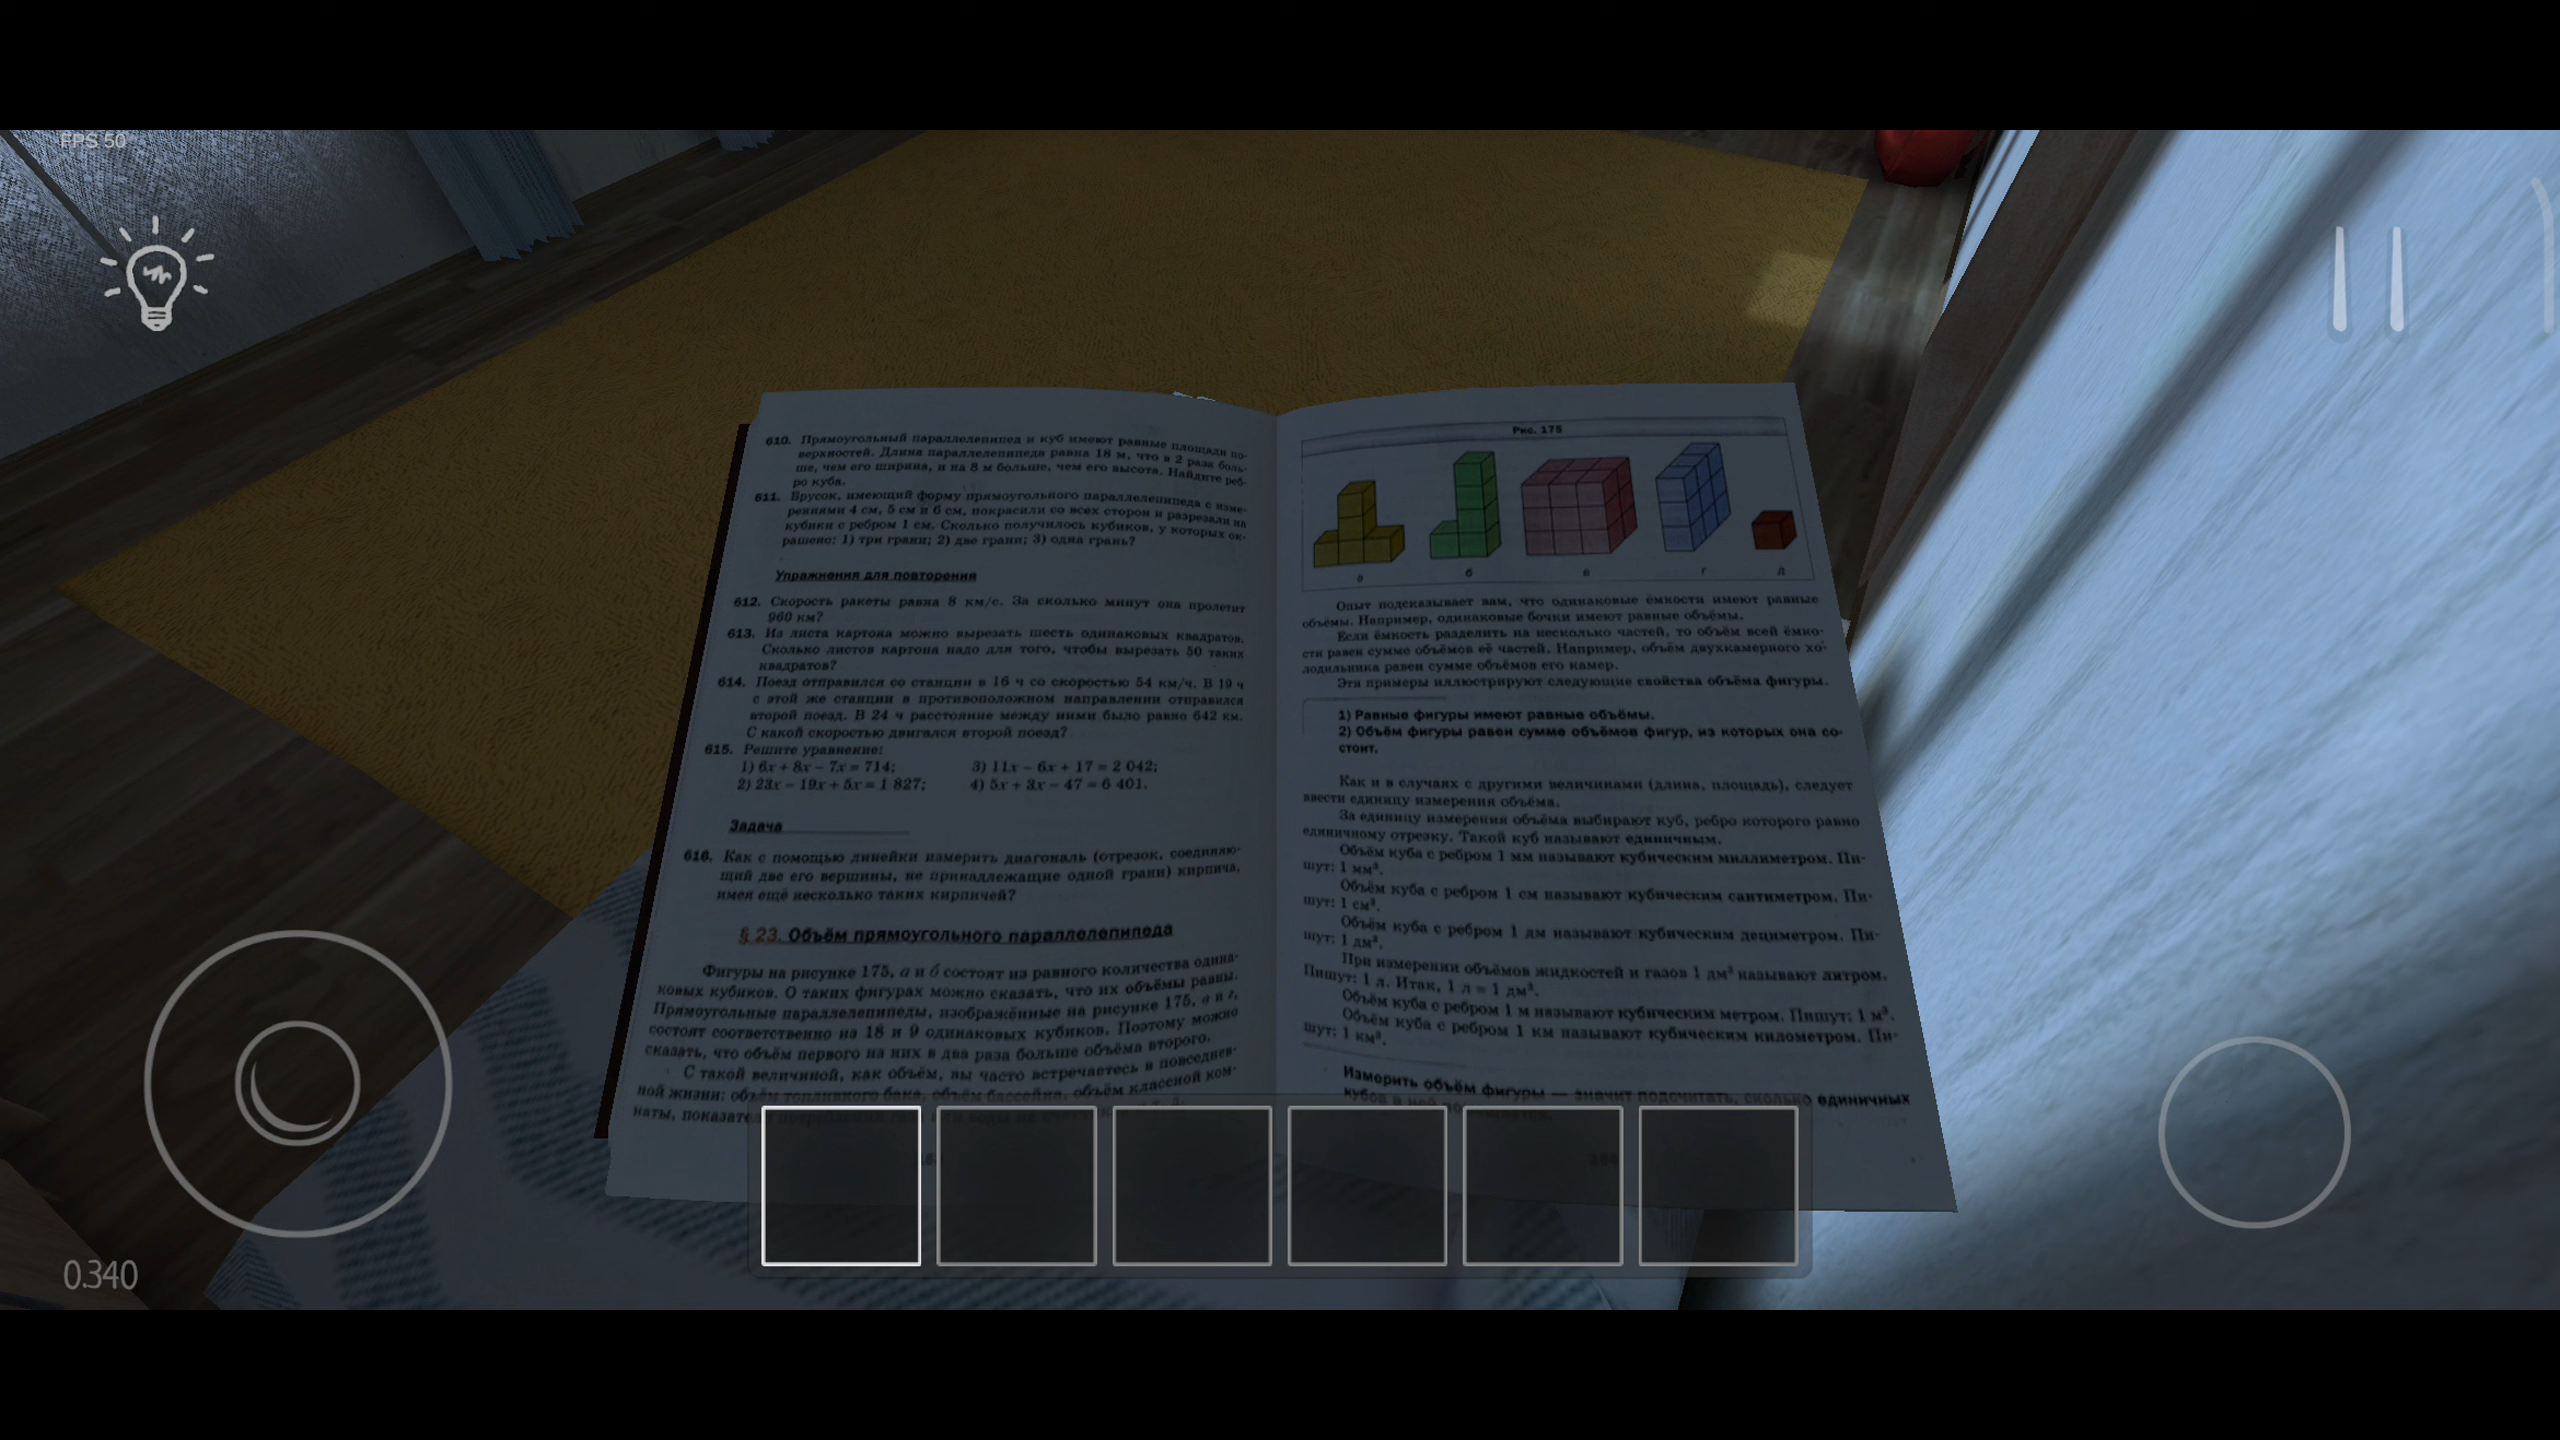 FPS 50
610. Прямоугольный параллелепипед и куб имеют равные площади по-
верхностей. Длина параллелепипеда равна 18 м, что в 2 раза боль-
ше, чем его ширина, и на 8 м больше, чем его высота. Найдите реб-
ро куба.
611. Брусок, имеющий форму прямоугольного параллелепипеда с изме-
рениями 4 см, 5 см и 6 см, покрасили со всех сторон и разрезали на
кубики с ребром 1 см. Сколько получилось кубиков, у которых ок-
рашено: 1) три грани; 2) две грани; 3) одна грань?
Упражнения для повторения
612. Скорость ракеты равна 8 км/с. За сколько минут она пролетит
960 км?
613. Из листа картона можно вырезать шесть одинаковых квадратов.
Сколько листов картона надо для того, чтобы вырезать 50 таких
квадратов?
614. Поезд отправился со станции в 16 ч со скоростью 54 км/ч. В 19 ч
с этой же станции в противоположном направлении отправился
второй поезд. В 24 ч расстояние между ними было равно 642 км.
С какой скоростью двигался второй поезд?
615. Решите уравнение:
1) 6x + 8x − 7x = 714; 3) 11x − 6x + 17 = 2 042;
2) 23x − 19x + 5x = 1 827; 4) 5x + 3x − 47 = 6 401.
Задача
616. Как с помощью линейки измерить диагональ (отрезок, соединяю-
щий две его вершины, не принадлежащие одной грани) кирпича,
имея ещё несколько таких кирпичей?
§ 23. Объём прямоугольного параллелепипеда
Фигуры на рисунке 175, а и б состоят из равного количества одина-
ковых кубиков. О таких фигурах можно сказать, что их объёмы равны.
Прямоугольные параллелепипеды, изображённые на рисунке 175, в и г,
состоят соответственно из 18 и 9 одинаковых кубиков. Поэтому можно
сказать, что объём первого из них в два раза больше объёма второго.
С такой величиной, как объём, вы часто встречаетесь в повседнев-
ной жизни: объём топливного бака, объём бассейна, объём классной ком-
наты,
Рис. 175
а б в г д
Опыт подсказывает вам, что одинаковые ёмкости имеют равные
объёмы. Например, одинаковые бочки имеют равные объёмы.
Если ёмкость разделить на несколько частей, то объём всей ёмко-
сти равен сумме объёмов её частей. Например, объём двухкамерного хо-
лодильника равен сумме объёмов его камер.
Эти примеры иллюстрируют следующие свойства объёма фигуры.
1) Равные фигуры имеют равные объёмы.
2) Объём фигуры равен сумме объёмов фигур, из которых она со-
стоит.
Как и в случаях с другими величинами (длина, площадь), следует
ввести единицу измерения объёма.
За единицу измерения объёма выбирают куб, ребро которого равно
единичному отрезку. Такой куб называют единичным.
Объём куба с ребром 1 мм называют кубическим миллиметром. Пи-
шут: 1 мм³.
Объём куба с ребром 1 см называют кубическим сантиметром. Пи-
шут: 1 см³.
Объём куба с ребром 1 дм называют кубическим дециметром. Пи-
шут: 1 дм³.
При измерении объёмов жидкостей и газов 1 дм³ называют литром.
Пишут: 1 л. Итак, 1 л = 1 дм³.
Объём куба с ребром 1 м называют кубическим метром. Пишут: 1 м³.
Объём куба с ребром 1 км называют кубическим километром. Пи-
шут: 1 км³.
Измерить объём фигуры — значит подсчитать, сколько единичных
кубов в ней
0.340